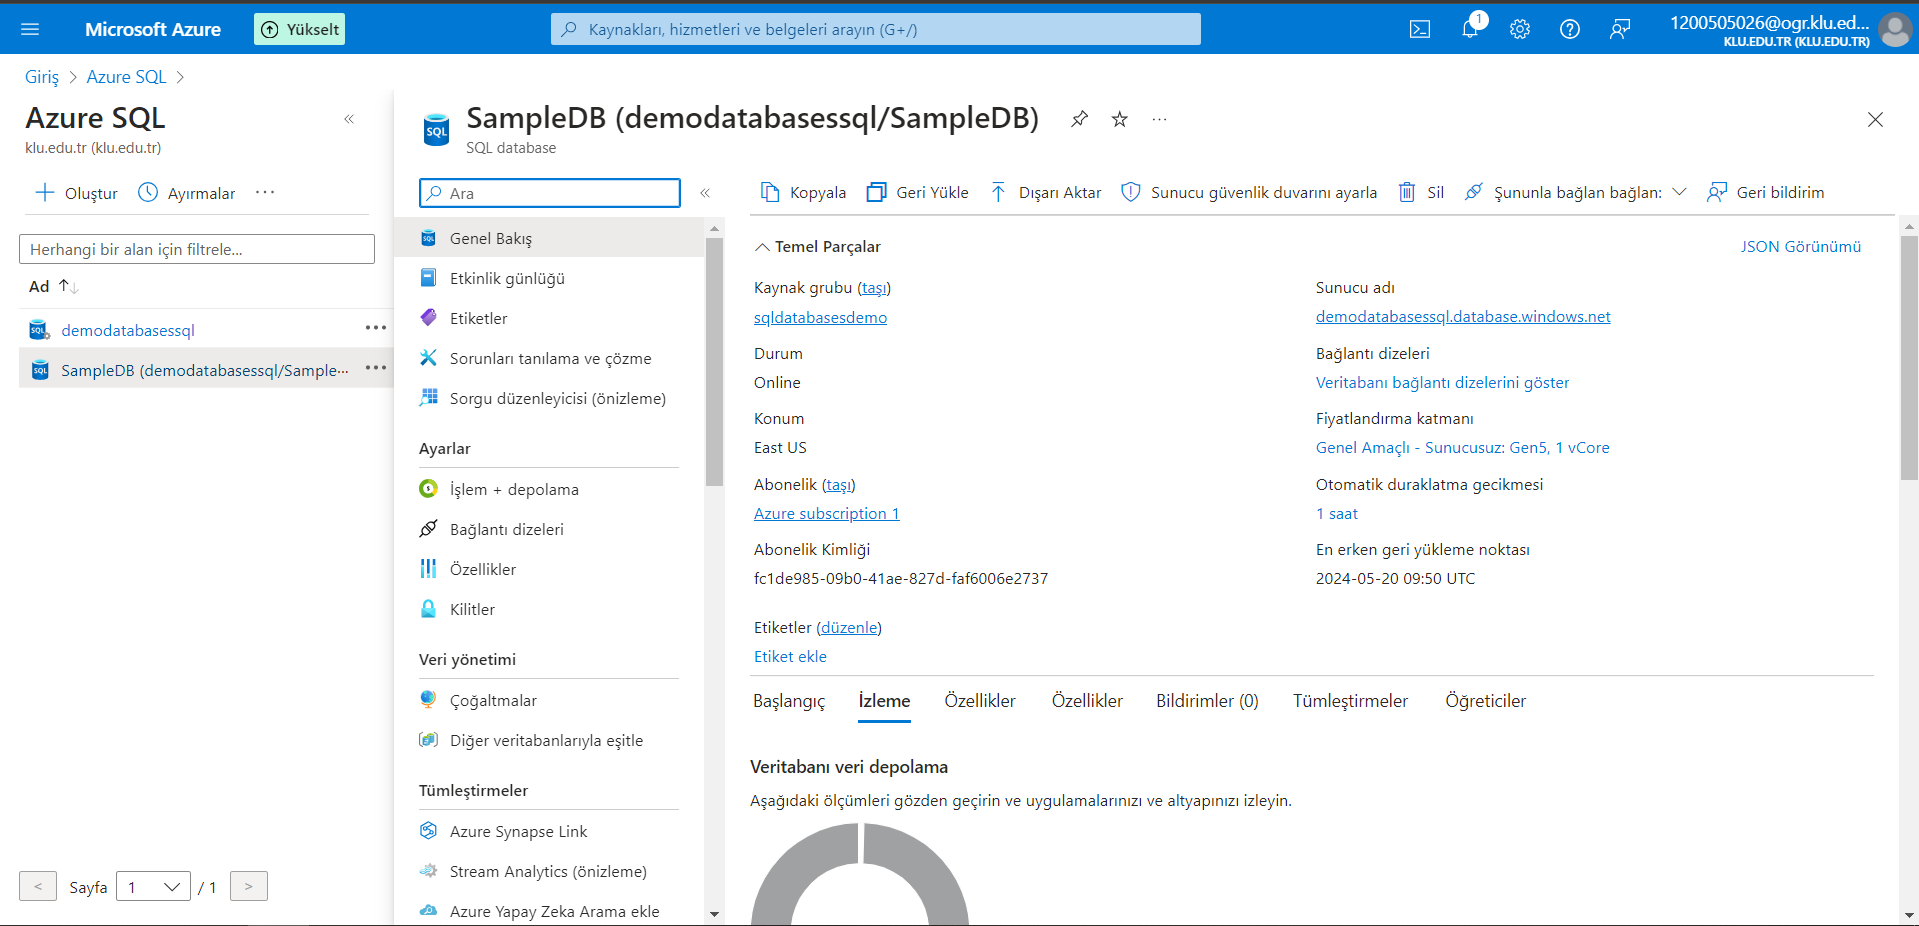 Microsoft Azure
Yükselt
Kaynakları, hizmetleri ve belgeleri arayın (G+/)
1
1200505026@ogr.klu.ed...
KLU.EDU.TR (KLU.EDU.TR)
Giriş > Azure SQL >
Azure SQL
klu.edu.tr (klu.edu.tr)
Oluştur
Ayırmalar
Herhangi bir alan için filtrele...
Ad
demodatabasessql
SampleDB (demodatabasessql/Sample···
Sayfa 1 / 1
SQL
SampleDB (demodatabasessql/SampleDB)
SQL database
Ara
Genel Bakış
Etkinlik günlüğü
Etiketler
Sorunları tanılama ve çözme
Sorgu düzenleyicisi (önizleme)
Ayarlar
İşlem + depolama
Bağlantı dizeleri
Özellikler
Kilitler
Veri yönetimi
Çoğaltmalar
Diğer veritabanlarıyla eşitle
Tümleştirmeler
Azure Synapse Link
Stream Analytics (önizleme)
Azure Yapay Zeka Arama ekle
Kopyala
Geri Yükle
Dışarı Aktar
Sunucu güvenlik duvarını ayarla
Sil
Şununla bağlan bağlan:
Geri bildirim
Temel Parçalar
JSON Görünümü
Kaynak grubu (taşı)
sqldatabasesdemo
Durum
Online
Konum
East US
Abonelik (taşı)
Azure subscription 1
Abonelik Kimliği
fc1de985-09b0-41ae-827d-faf6006e2737
Etiketler (düzenle)
Etiket ekle
Sunucu adı
demodatabasessql.database.windows.net
Bağlantı dizeleri
Veritabanı bağlantı dizelerini göster
Fiyatlandırma katmanı
Genel Amaçlı - Sunucusuz: Gen5, 1 vCore
Otomatik duraklatma gecikmesi
1 saat
En erken geri yükleme noktası
2024-05-20 09:50 UTC
Başlangıç
İzleme
Özellikler
Özellikler
Bildirimler (0)
Tümleştirmeler
Öğreticiler
Veritabanı veri depolama
Aşağıdaki ölçümleri gözden geçirin ve uygulamalarınızı ve altyapınızı izleyin.